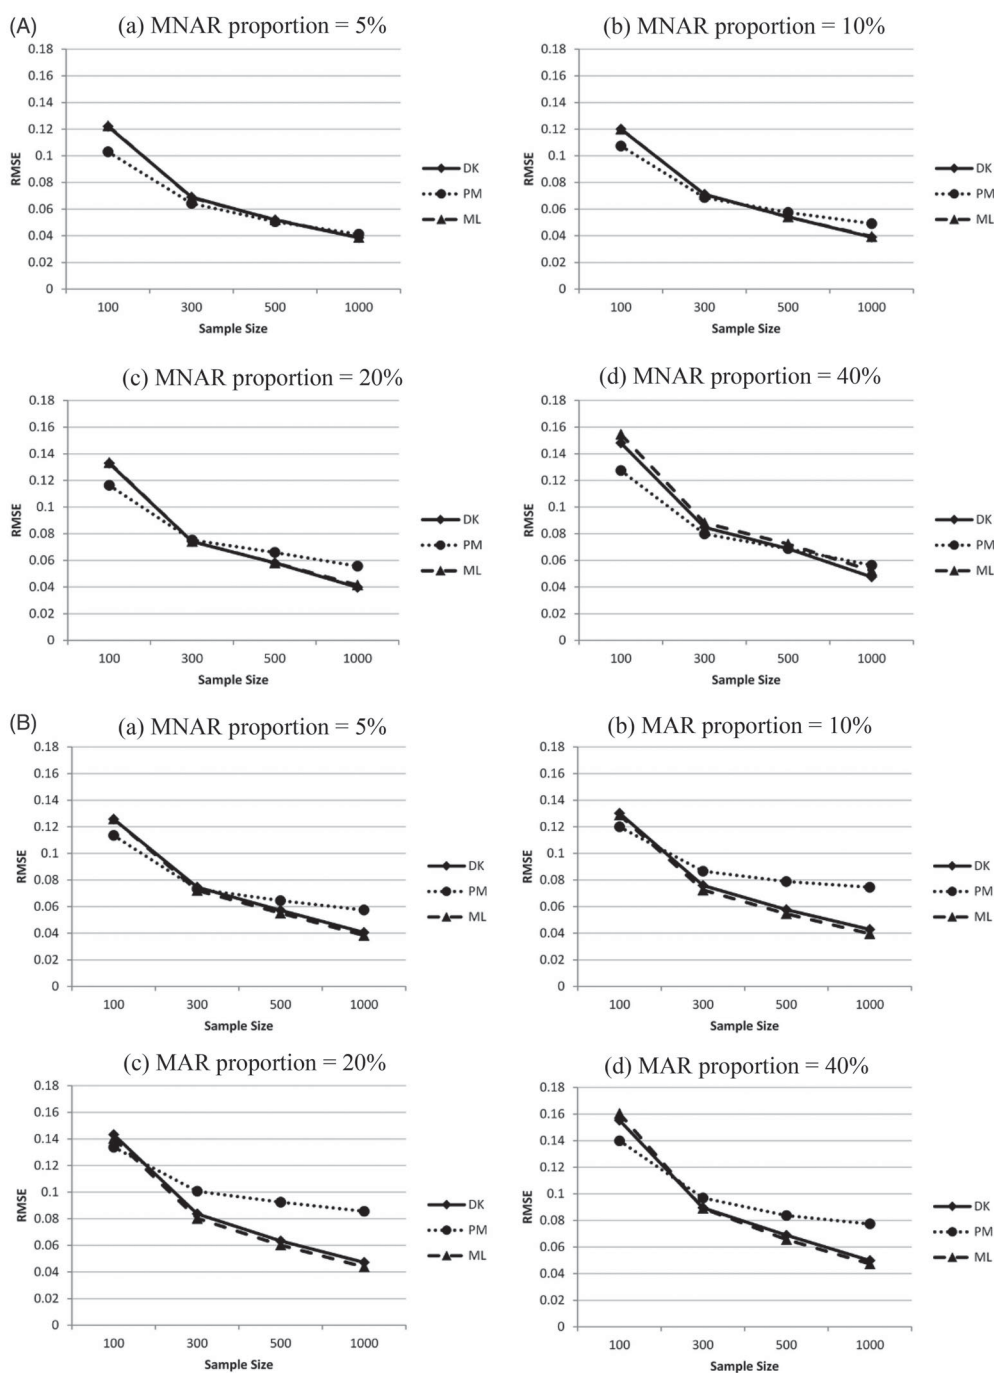 (A)
(a) MNAR proportion = 5%
0.18
0.16
0.14
0.12
0.1
0.08
0.06
0.04
0.02
0
RMSE
100 300 500 1000
Sample Size
DK
PM
ML
(b) MNAR proportion = 10%
0.18
0.16
0.14
0.12
0.1
0.08
0.06
0.04
0.02
0
RMSE
100 300 500 1000
Sample Size
DK
PM
ML
(c) MNAR proportion = 20%
0.18
0.16
0.14
0.12
0.1
0.08
0.06
0.04
0.02
0
RMSE
100 300 500 1000
Sample Size
DK
PM
ML
(d) MNAR proportion = 40%
0.18
0.16
0.14
0.12
0.1
0.08
0.06
0.04
0.02
0
RMSE
100 300 500 1000
Sample Size
DK
PM
ML
(B)
(a) MNAR proportion = 5%
0.18
0.16
0.14
0.12
0.1
0.08
0.06
0.04
0.02
0
RMSE
100 300 500 1000
Sample Size
DK
PM
ML
(b) MAR proportion = 10%
0.18
0.16
0.14
0.12
0.1
0.08
0.06
0.04
0.02
0
RMSE
100 300 500 1000
Sample Size
DK
PM
ML
(c) MAR proportion = 20%
0.18
0.16
0.14
0.12
0.1
0.08
0.06
0.04
0.02
0
RMSE
100 300 500 1000
Sample Size
DK
PM
ML
(d) MAR proportion = 40%
0.18
0.16
0.14
0.12
0.1
0.08
0.06
0.04
0.02
0
RMSE
100 300 500 1000
Sample Size
DK
PM
ML